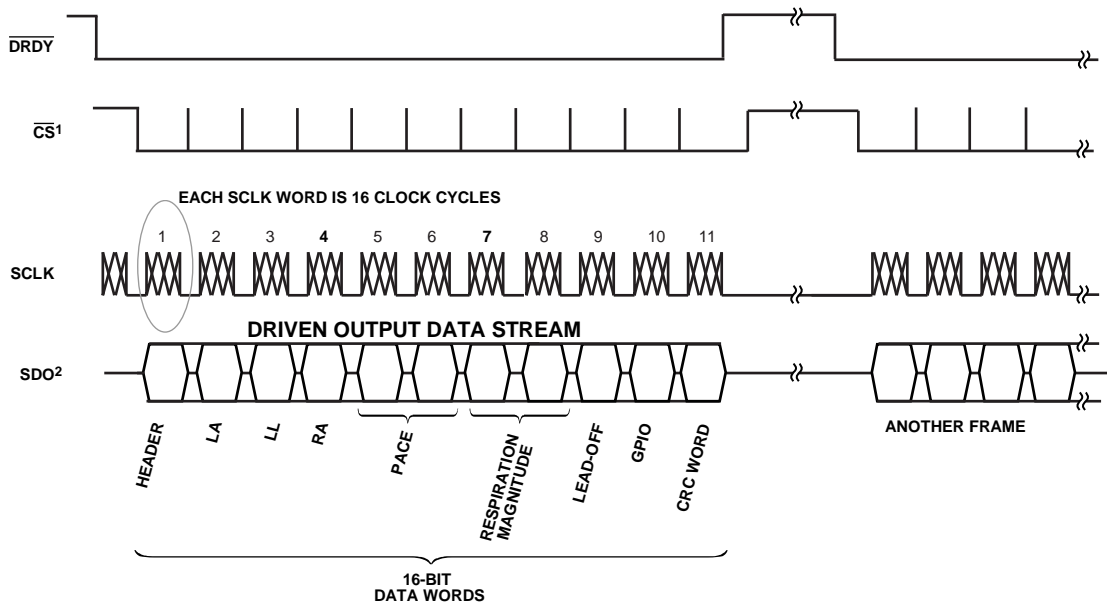 DRDY
CS1
EACH SCLK WORD IS 16 CLOCK CYCLES
1 2 3 4 5 6 7 8 9 10 11
SCLK
DRIVEN OUTPUT DATA STREAM
SDO2
HEADER
LA
LL
RA
PACE
RESPIRATION
MAGNITUDE
LEAD-OFF
GPIO
CRC WORD
ANOTHER FRAME
16-BIT
DATA WORDS